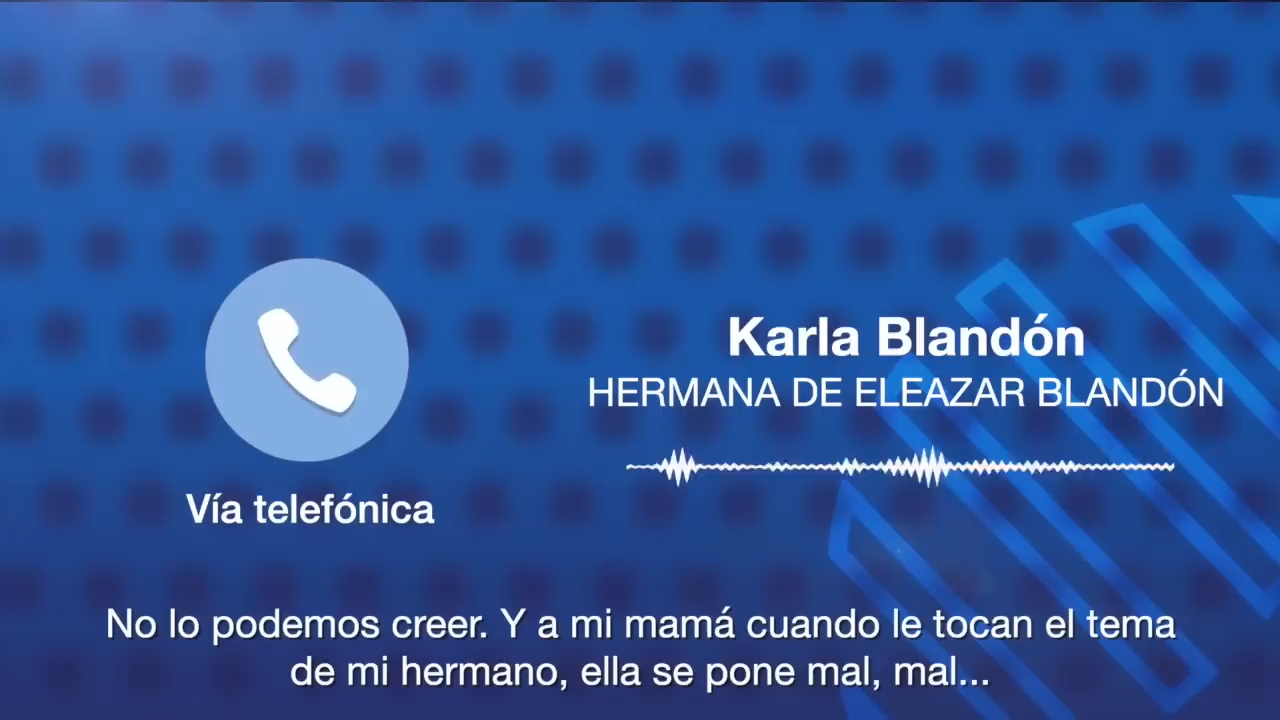 Karla Blandón
HERMANA DE ELEAZAR BLANDÓN
Vía telefónica
No lo podemos creer. Y a mi mamá cuando le tocan el tema
de mi hermano, ella se pone mal, mal...